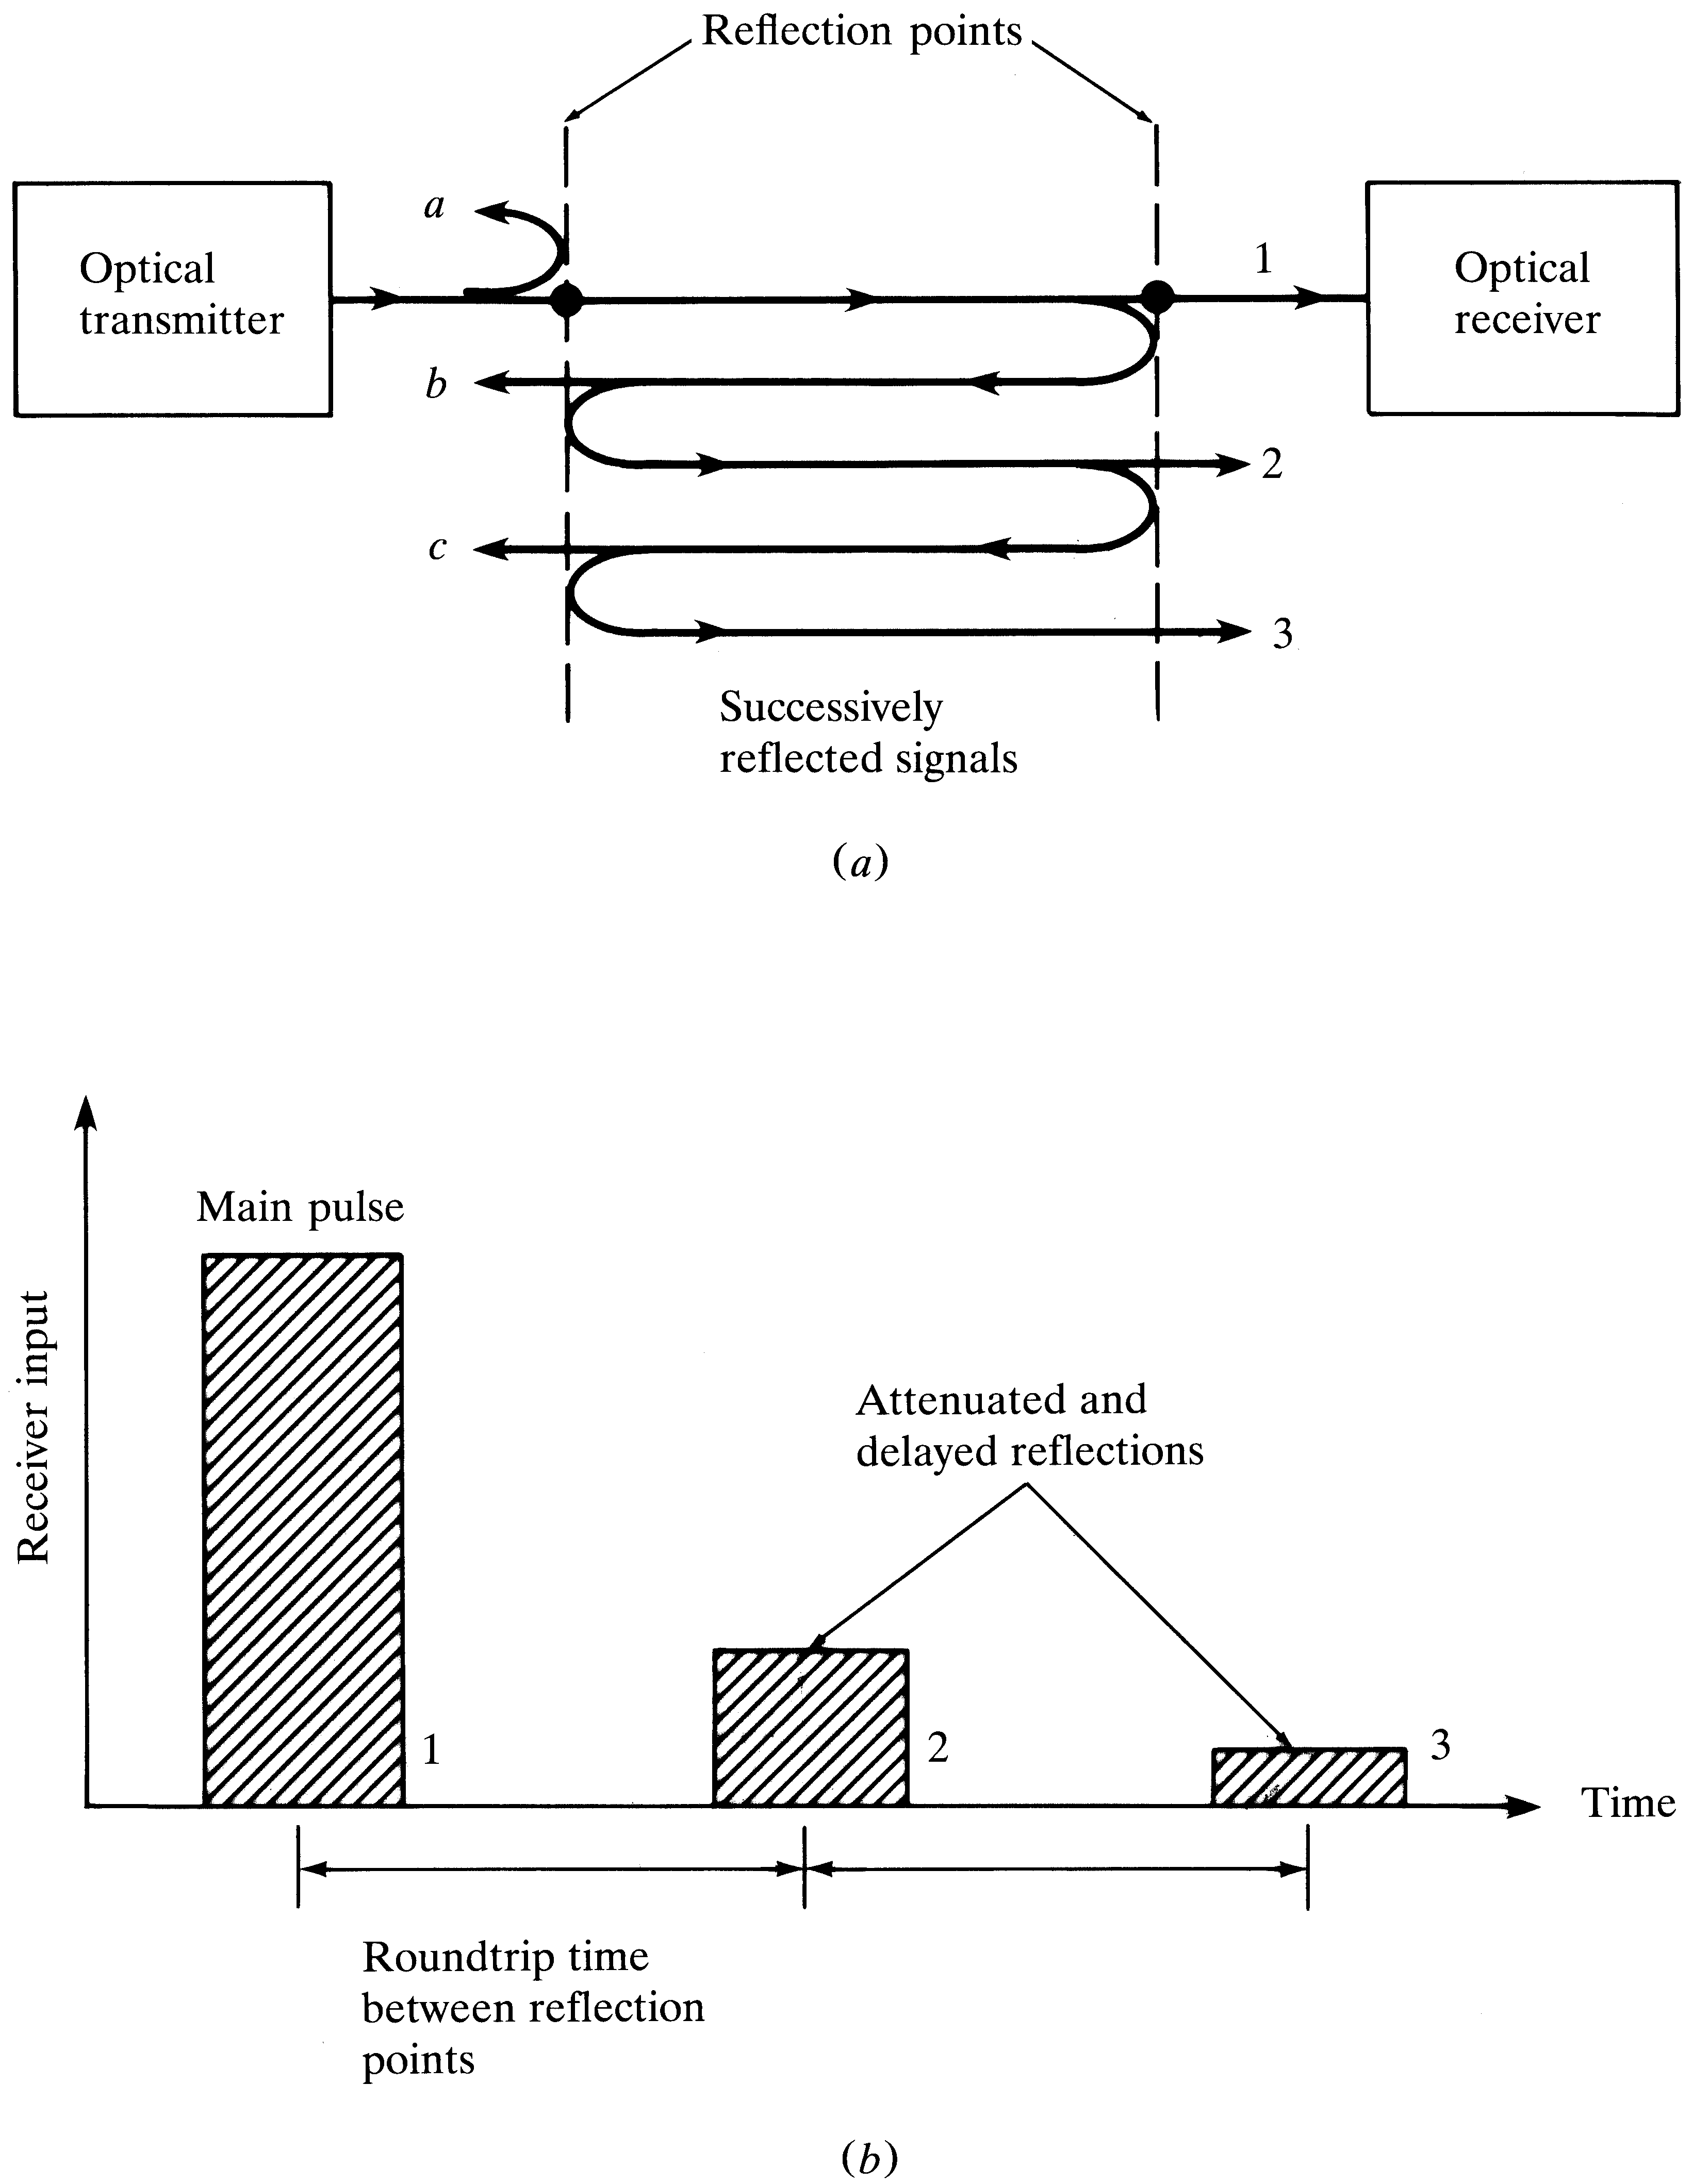 Reflection points
a
Optical
transmitter
1
Optical
receiver
b
2
c
3
Successively
reflected signals
(a)
Main pulse
Receiver input
Attenuated and
delayed reflections
1
2
3
Time
Roundtrip time
between reflection
points
(b)